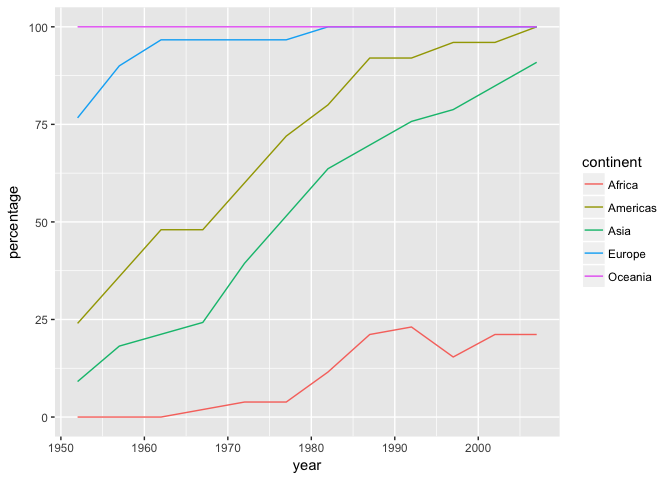 100
75
50
25
0
percentage
1950 1960 1970 1980 1990 2000
year
continent
Africa
Americas
Asia
Europe
Oceania